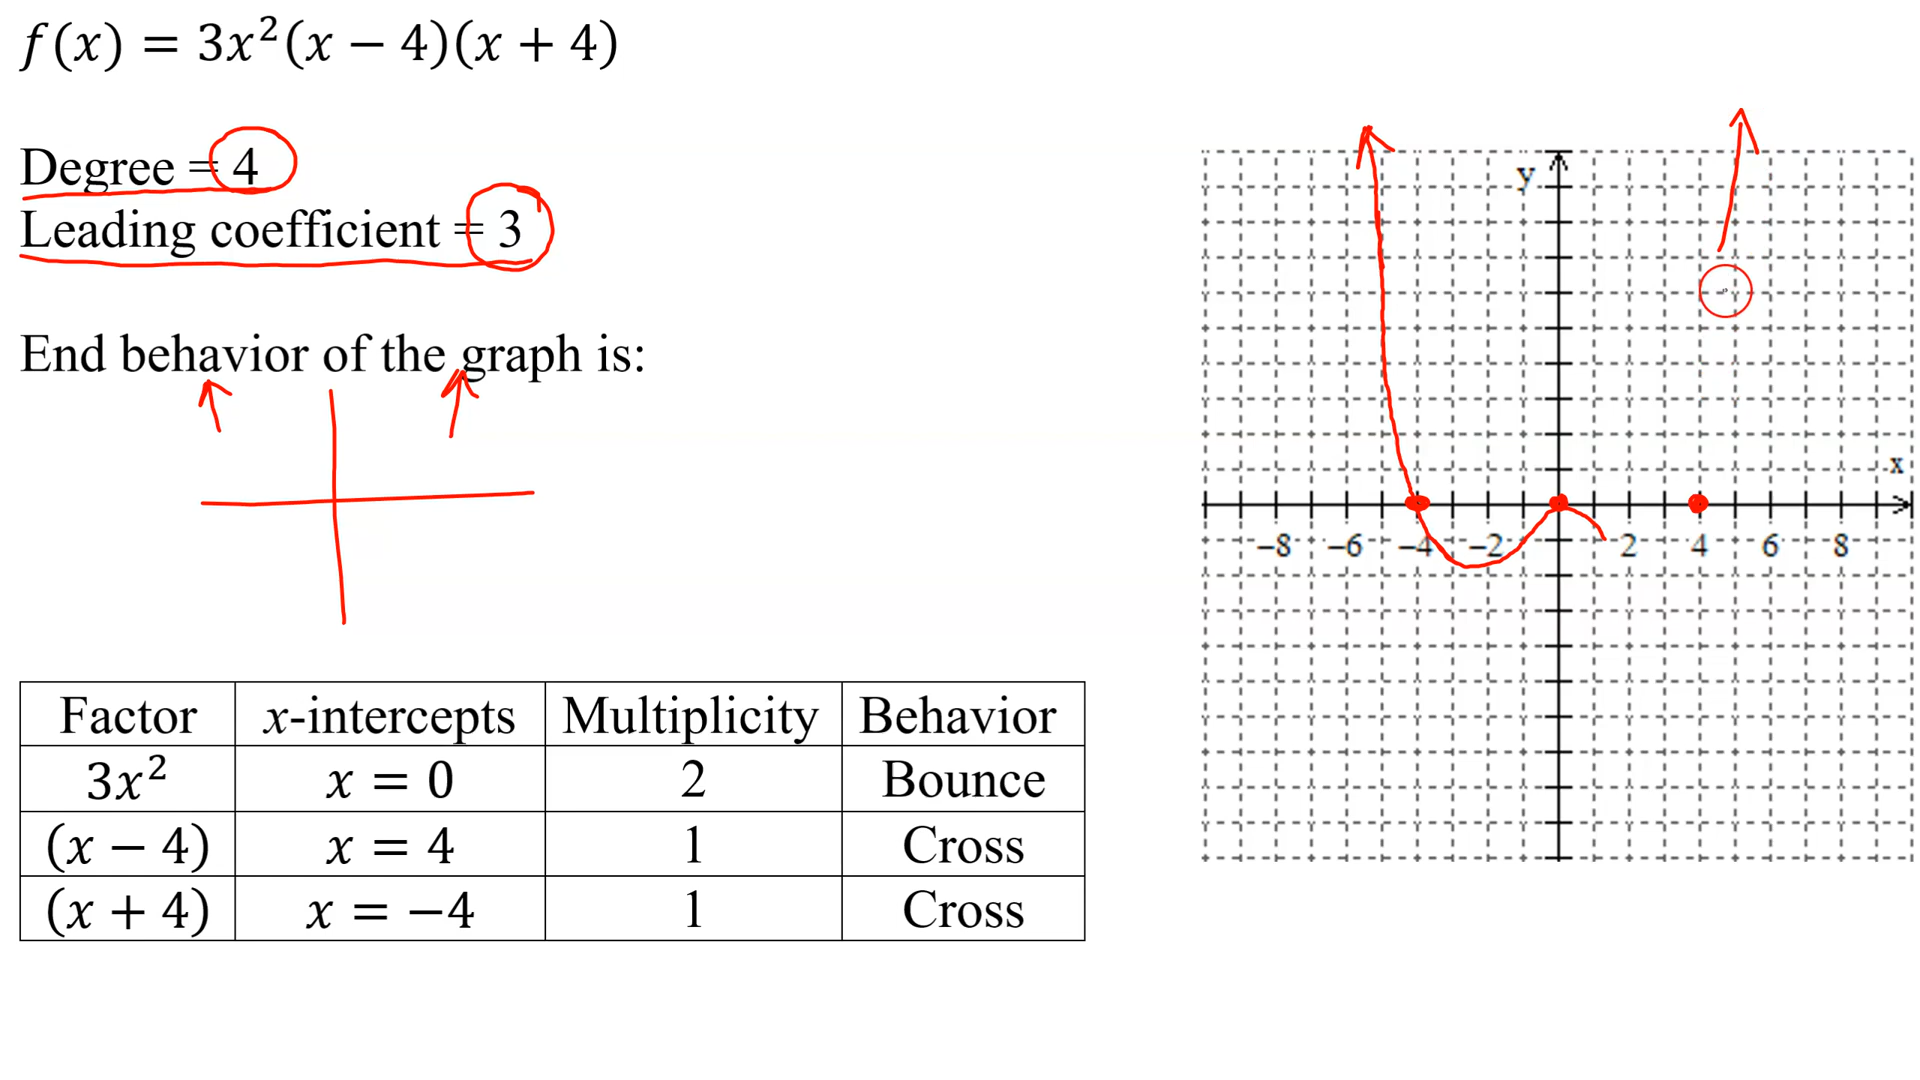 f(x) = 3x²(x − 4)(x + 4)
Degree = 4
Leading coefficient = 3
End behavior of the graph is:
Factor x-intercepts Multiplicity Behavior
3x² x = 0 2 Bounce
(x − 4) x = 4 1 Cross
(x + 4) x = −4 1 Cross
y
x
−8 −6 −4 −2 2 4 6 8